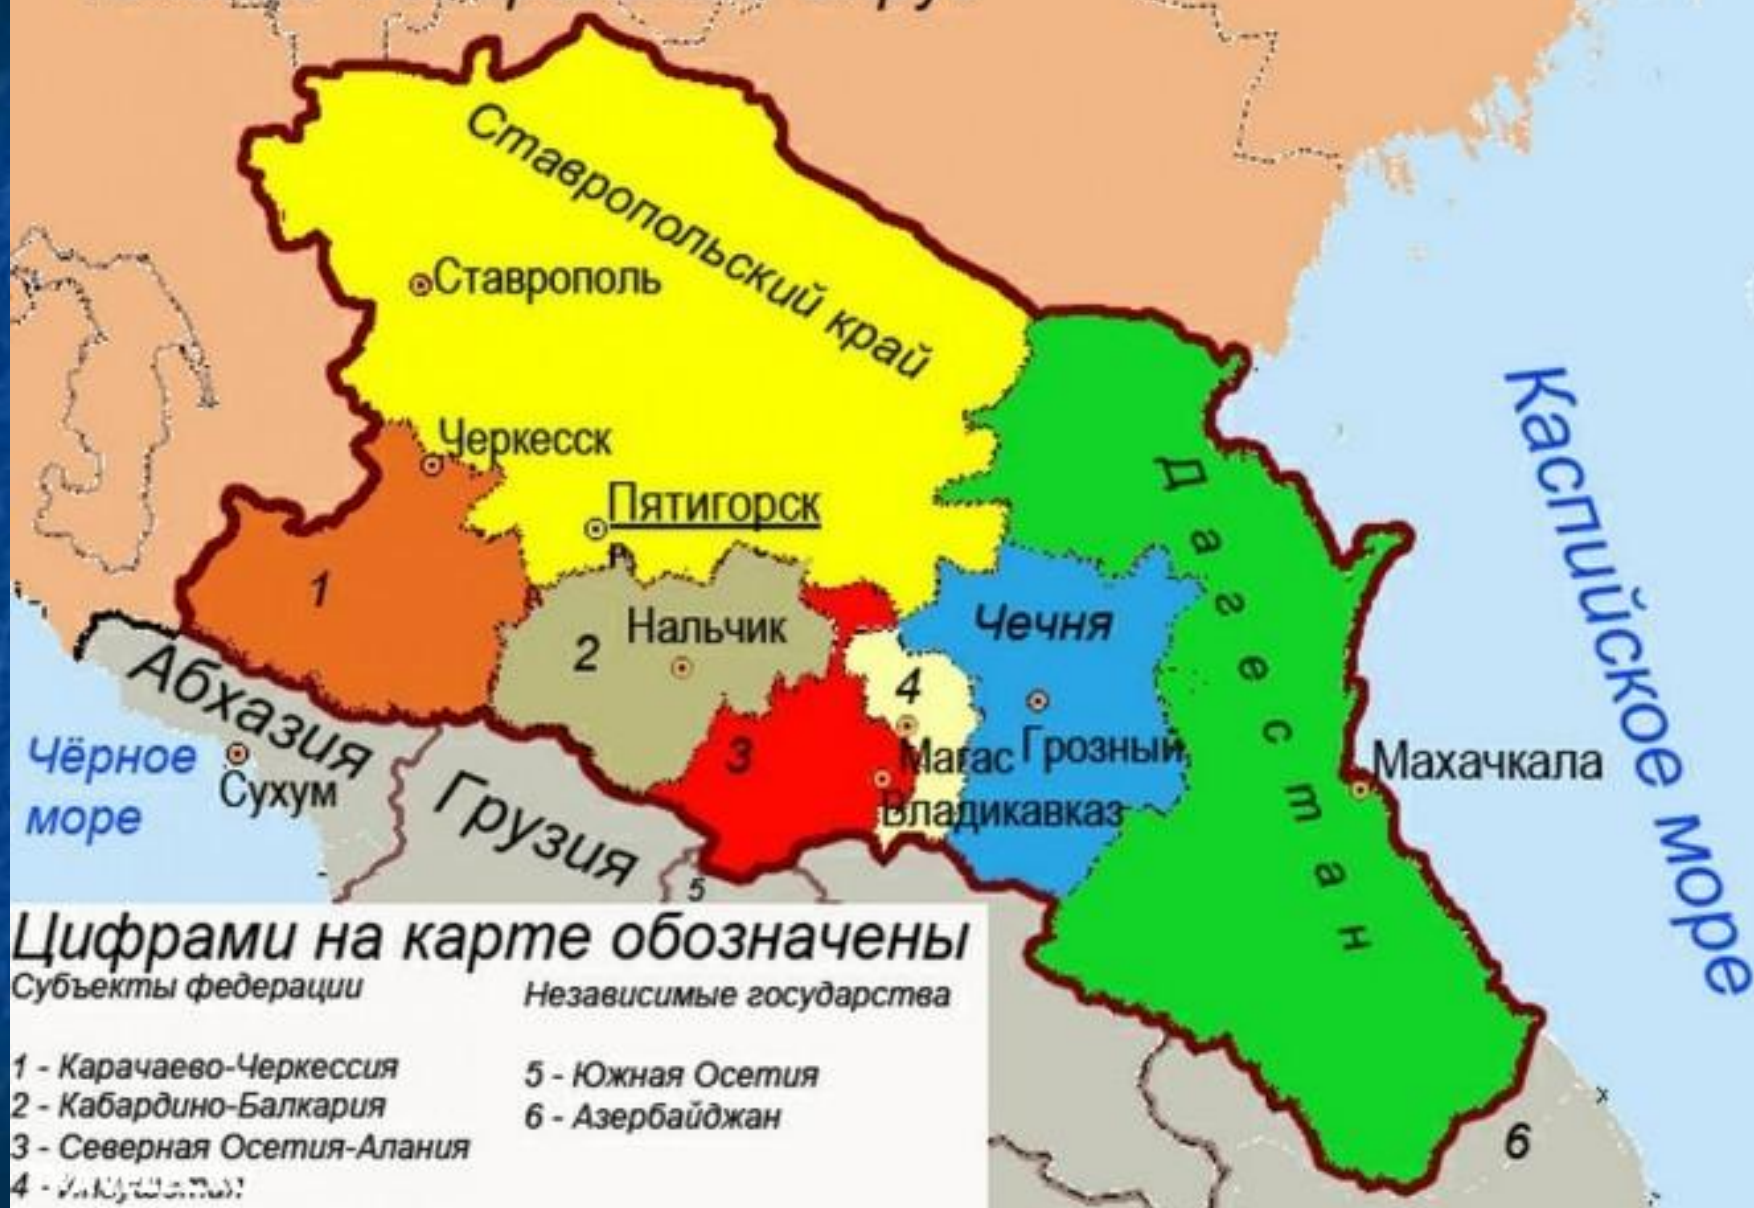 Ставропольский край
Ставрополь
Черкесск
Пятигорск
1
2
Нальчик
3
4
Магас
Владикавказ
Чечня
Грозный
Дагестан
Махачкала
Каспийское море
Абхазия
Сухум
Чёрное
море
Грузия
5
6
Цифрами на карте обозначены
Субъекты федерации
1 - Карачаево-Черкессия
2 - Кабардино-Балкария
3 - Северная Осетия-Алания
4 -
Независимые государства
5 - Южная Осетия
6 - Азербайджан